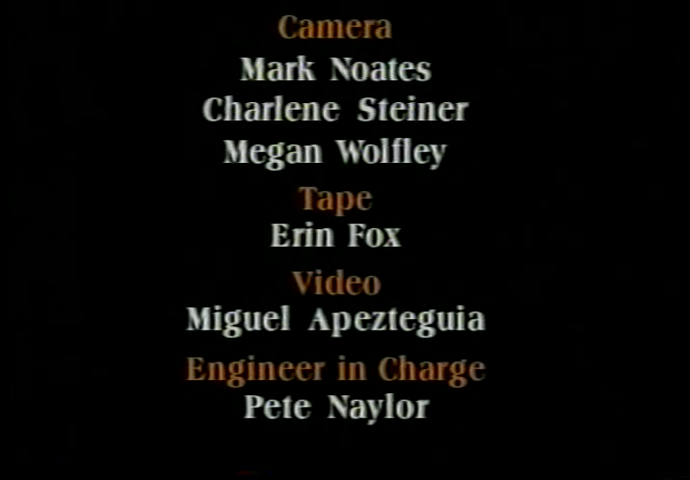 Camera
Mark Noates
Charlene Steiner
Megan Wolfley
Tape
Erin Fox
Video
Miguel Apezteguia
Engineer in Charge
Pete Naylor